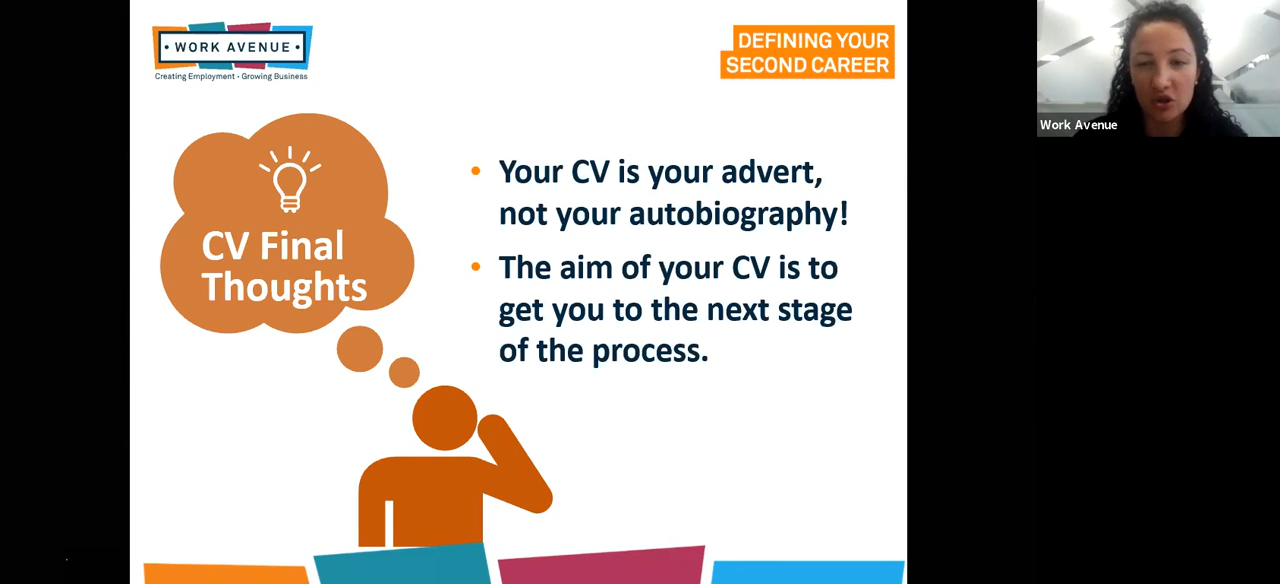 • WORK AVENUE •
Creating Employment • Growing Business
DEFINING YOUR
SECOND CAREER
Work Avenue
CV Final
Thoughts
• Your CV is your advert,
not your autobiography!
• The aim of your CV is to
get you to the next stage
of the process.